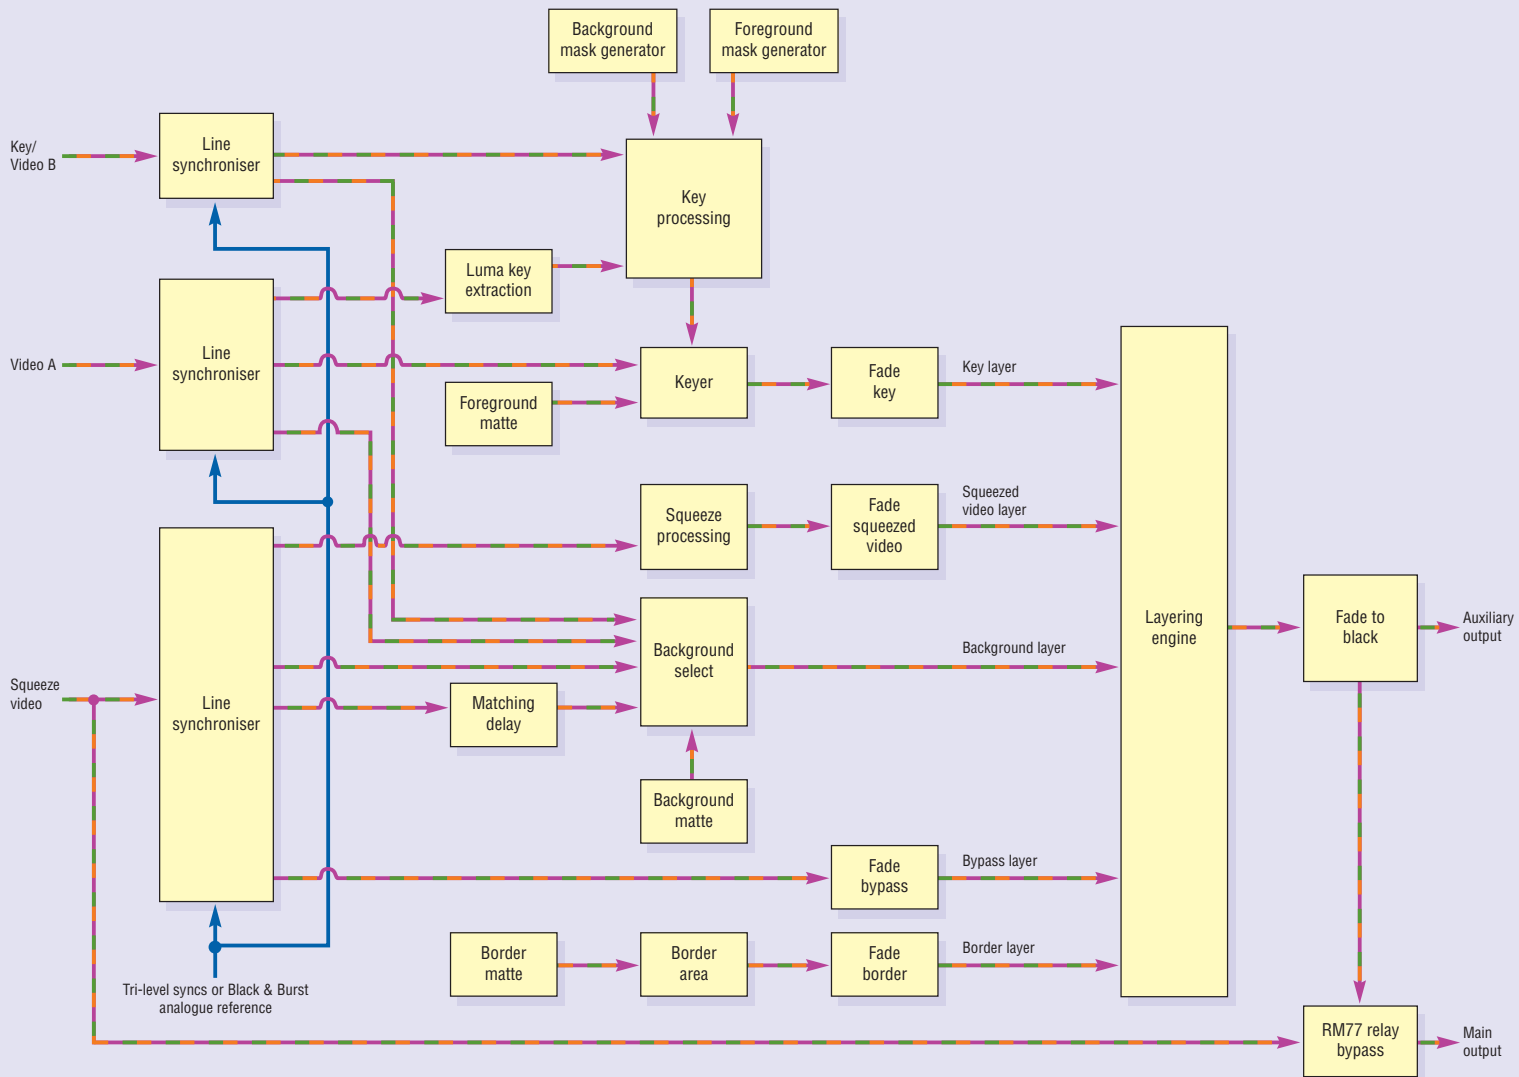 Background
mask generator
Foreground
mask generator
Key/
Video B
Line
synchroniser
Key
processing
Luma key
extraction
Video A
Line
synchroniser
Foreground
matte
Keyer
Fade
key
Key layer
Squeeze
processing
Fade
squeezed
video
Squeezed
video layer
Squeeze
video
Line
synchroniser
Background
select
Background layer
Matching
delay
Background
matte
Layering
engine
Fade to
black
Auxiliary
output
Fade
bypass
Bypass layer
Border
matte
Border
area
Fade
border
Border layer
Tri-level syncs or Black & Burst
analogue reference
RM77 relay
bypass
Main
output